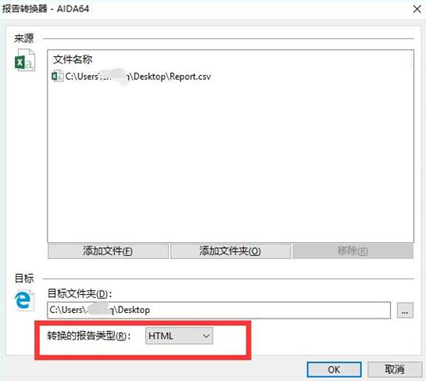 报告转换器 - AIDA64
来源
文件名称
C:\Users\ \Desktop\Report.csv
添加文件(F)
添加文件夹(O)
移除(R)
目标
目标文件夹(D):
C:\Users\ \Desktop
...
转换的报告类型(R):
HTML
OK
取消